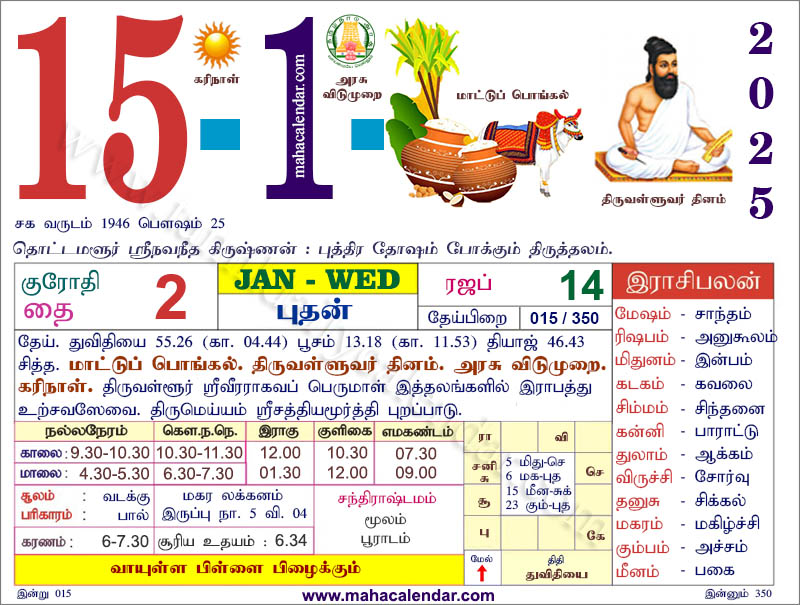 15 - 1 - 2025
கரிநாள்
mahacalendar.com
அரசு
விடுமுறை
மாட்டுப் பொங்கல்
திருவள்ளுவர் தினம்
சக வருடம் 1946 பௌஷம் 25
தொட்டமளூர் ஸ்ரீநவநீத கிருஷ்ணன் : புத்திர தோஷம் போக்கும் திருத்தலம்.
குரோதி
தை 2
JAN - WED
புதன்
ரஜப் 14
தேய்பிறை 015 / 350
தேய். துவிதியை 55.26 (கா. 04.44) பூசம் 13.18 (கா. 11.53) தியாஜ் 46.43
சித்த. மாட்டுப் பொங்கல். திருவள்ளுவர் தினம். அரசு விடுமுறை.
கரிநாள். திருவள்ளூர் ஸ்ரீவீரராகவப் பெருமாள் இத்தலங்களில் இராபத்து
உற்சவஸேவை. திருமெய்யம் ஸ்ரீசத்தியமூர்த்தி புறப்பாடு.
நல்லநேரம் கௌ.ந.நெ. இராகு குளிகை எமகண்டம்
காலை: 9.30-10.30 10.30-11.30 12.00 10.30 07.30
மாலை: 4.30-5.30 6.30-7.30 01.30 12.00 09.00
சூலம் : வடக்கு
பரிகாரம் : பால்
மகர லக்கனம்
இருப்பு நா. 5 வி. 04
சந்திராஷ்டமம்
மூலம்
பூராடம்
கரணம் : 6-7.30 சூரிய உதயம் : 6.34
வாயுள்ள பிள்ளை பிழைக்கும்
ரா வி
சனி
சு
செ
சூ
பு கே
5 மிது-செ
6 மக-புத
15 மீன-சுக்
23 கும்-புத
மேல்
திதி
துவிதியை
இராசிபலன்
மேஷம் - சாந்தம்
ரிஷபம் - அனுகூலம்
மிதுனம் - இன்பம்
கடகம் - கவலை
சிம்மம் - சிந்தனை
கன்னி - பாராட்டு
துலாம் - ஆக்கம்
விருச்சி - சோர்வு
தனுசு - சிக்கல்
மகரம் - மகிழ்ச்சி
கும்பம் - அச்சம்
மீனம் - பகை
இன்று 015
www.mahacalendar.com
இன்னும் 350